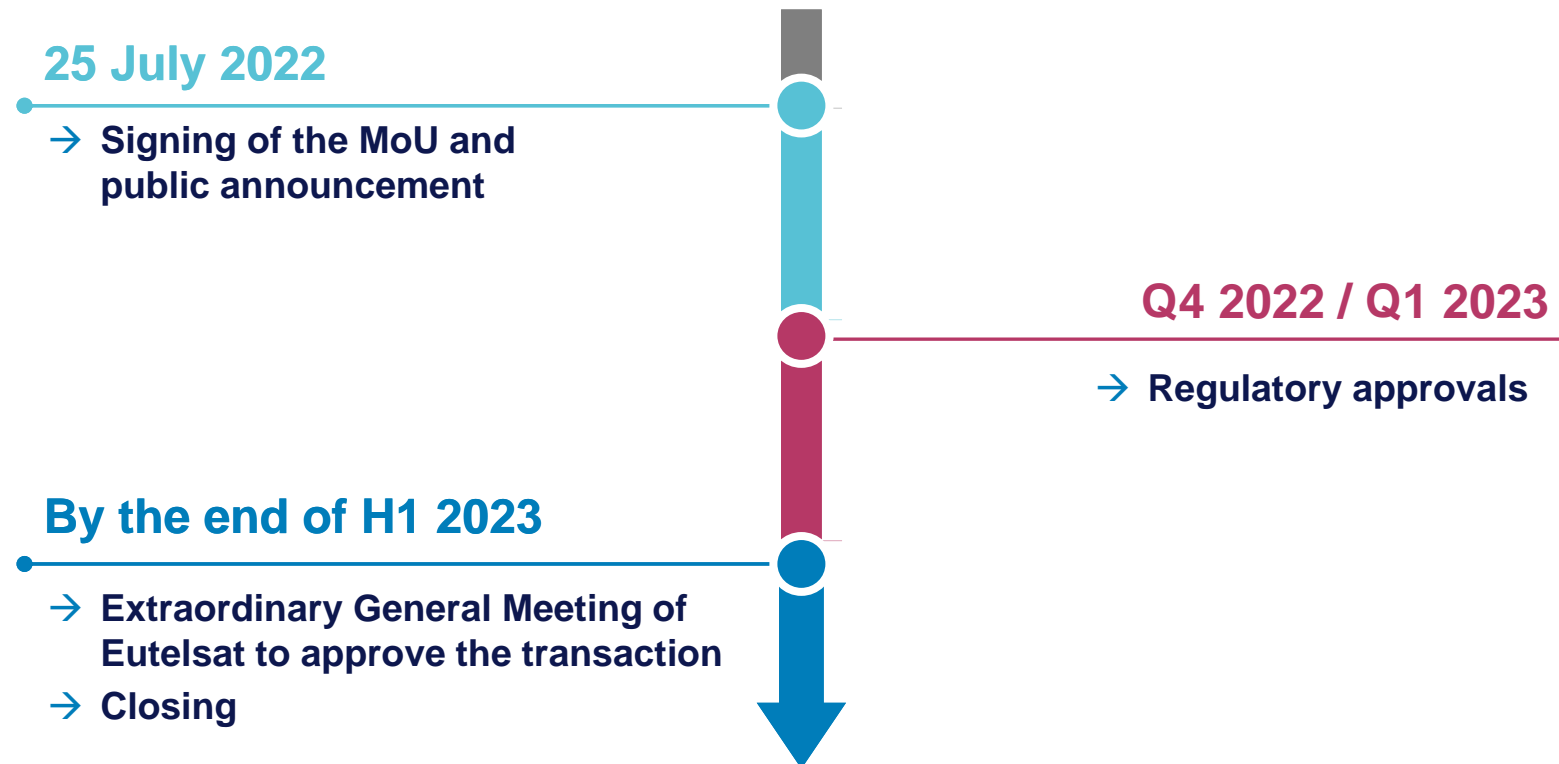 25 July 2022
→ Signing of the MoU and
public announcement
Q4 2022 / Q1 2023
→ Regulatory approvals
By the end of H1 2023
→ Extraordinary General Meeting of
Eutelsat to approve the transaction
→ Closing